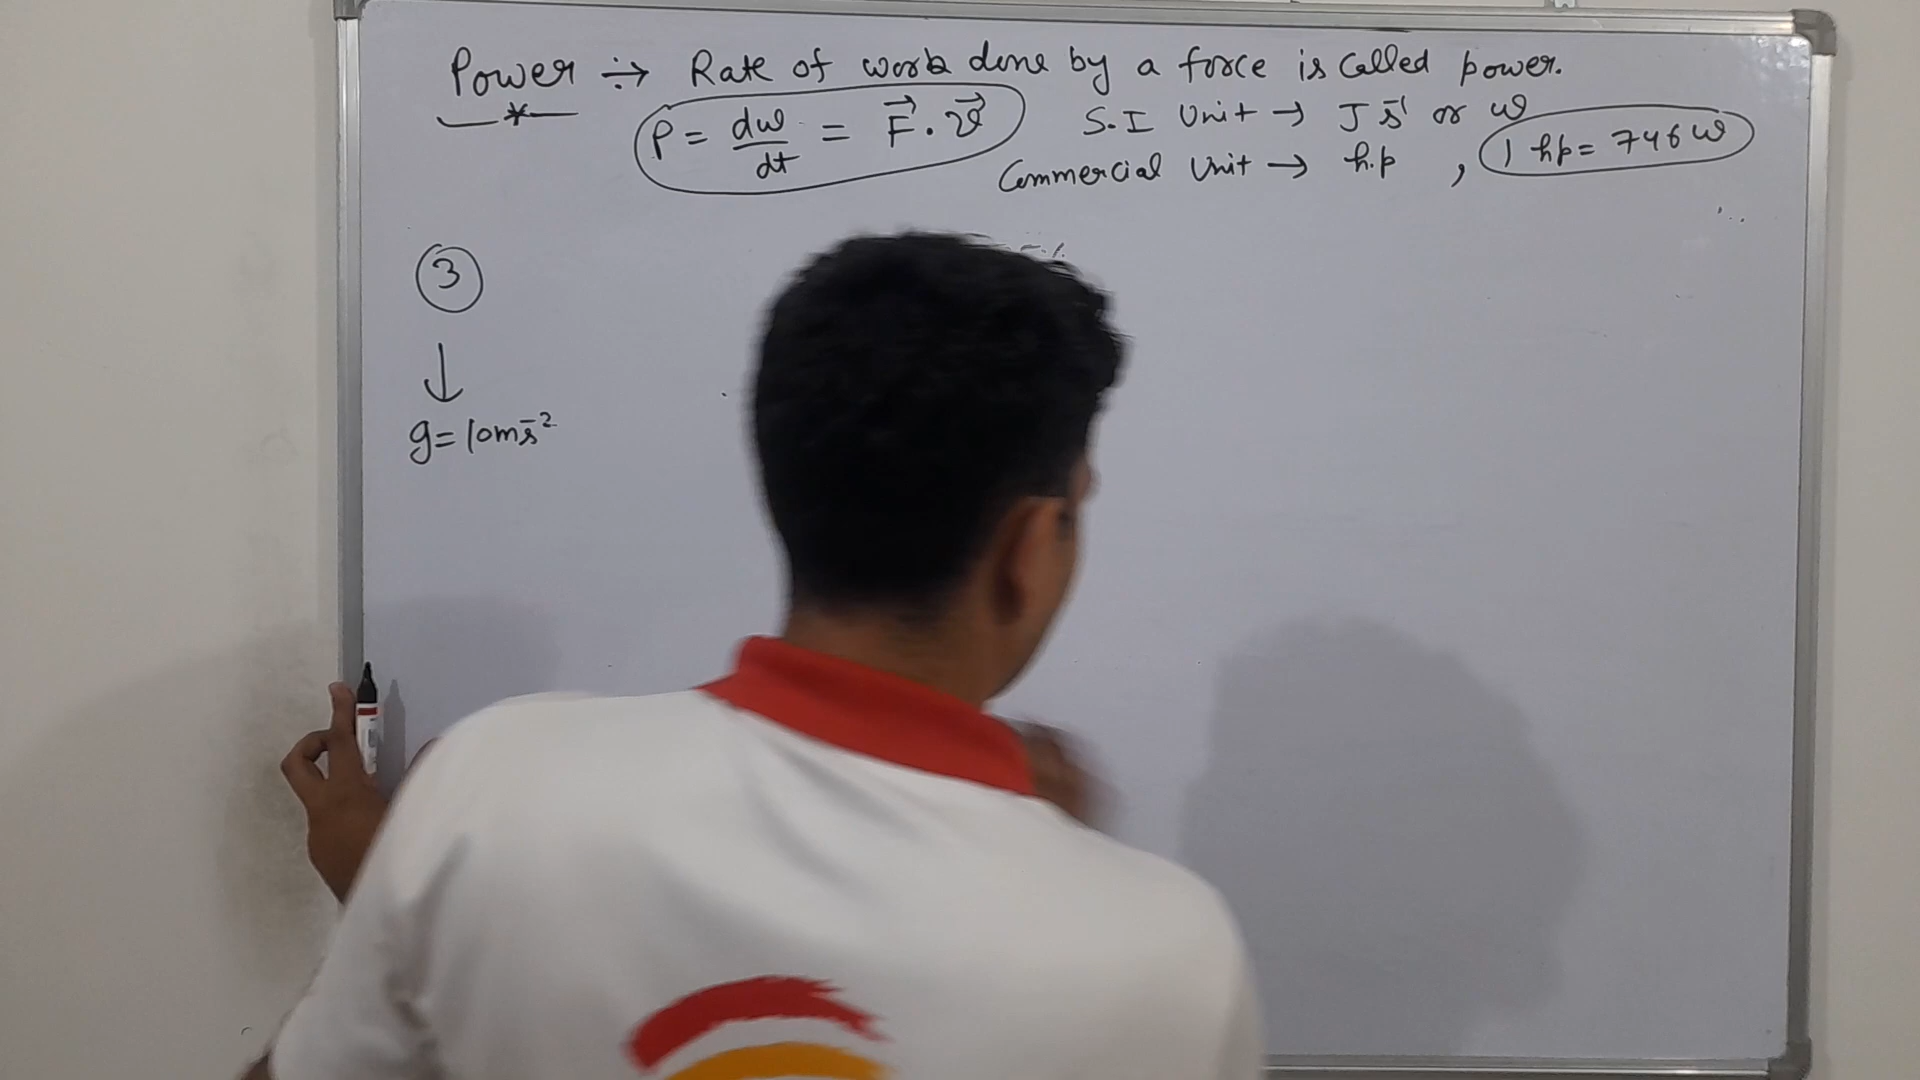 Power ÷→ Rate of work done by a force is called power.
P = dw/dt = F⃗ . v⃗
S.I Unit → J s⁻¹ or w
Commercial Unit → h.p , 1 hp = 746 w
3
↓
g = 10ms⁻²